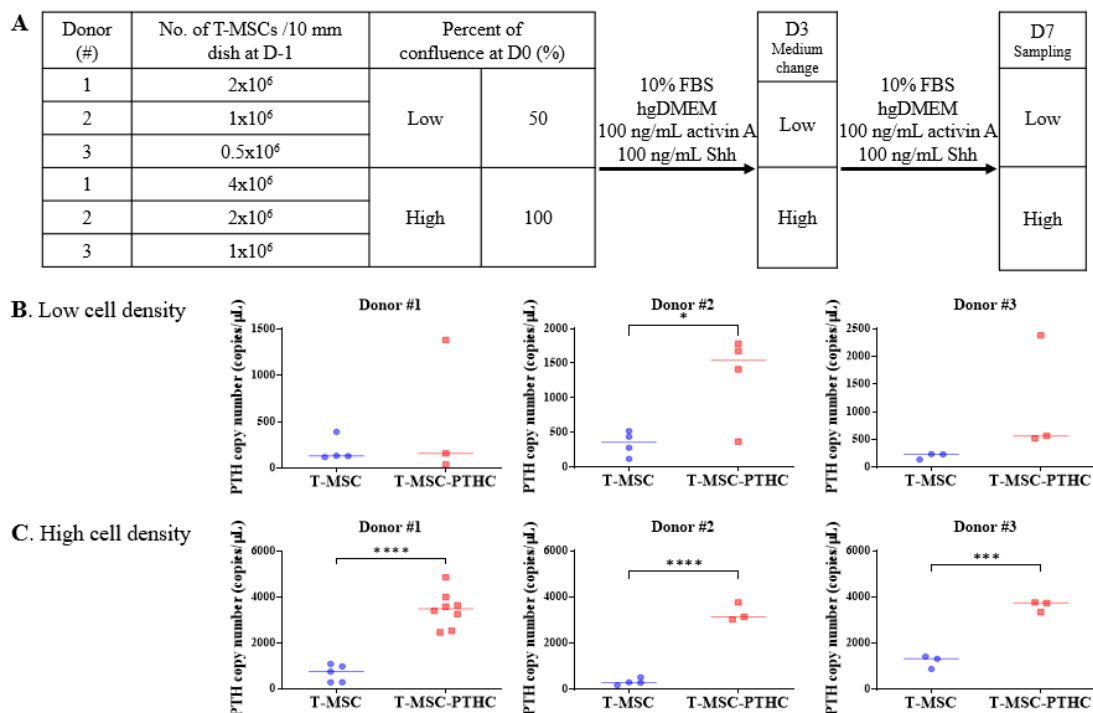 A
Donor (#)
No. of T-MSCs /10 mm dish at D-1
Percent of confluence at D0 (%)
1
2x10⁶
2
1x10⁶
3
0.5x10⁶
Low
50
1
4x10⁶
2
2x10⁶
3
1x10⁶
High
100
10% FBS
hgDMEM
100 ng/mL activin A
100 ng/mL Shh
D3
Medium
change
Low
High
10% FBS
hgDMEM
100 ng/mL activin A
100 ng/mL Shh
D7
Sampling
Low
High
B. Low cell density
Donor #1
PTH copy number (copies/µL)
1500
1000
500
0
T-MSC T-MSC-PTHC
Donor #2
PTH copy number (copies/µL)
2000
1500
1000
500
0
*
T-MSC T-MSC-PTHC
Donor #3
PTH copy number (copies/µL)
2500
2000
1500
1000
500
0
T-MSC T-MSC-PTHC
C. High cell density
Donor #1
PTH copy number (copies/µL)
6000
4000
2000
0
****
T-MSC T-MSC-PTHC
Donor #2
PTH copy number (copies/µL)
6000
4000
2000
0
****
T-MSC T-MSC-PTHC
Donor #3
PTH copy number (copies/µL)
6000
4000
2000
0
***
T-MSC T-MSC-PTHC